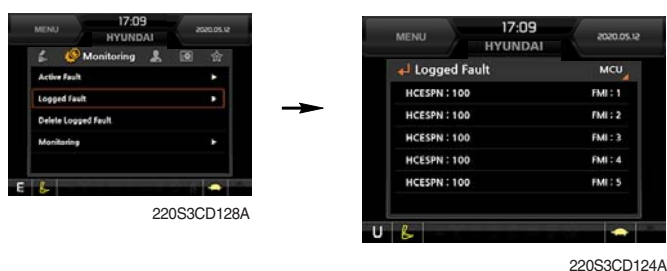 MENU
17:09
HYUNDAI
2020.05.12
Monitoring
Active Fault
Logged Fault
Delete Logged Fault
Monitoring
E
220S3CD128A
MENU
17:09
HYUNDAI
2020.05.12
Logged Fault MCU
HCESPN : 100 FMI : 1
HCESPN : 100 FMI : 2
HCESPN : 100 FMI : 3
HCESPN : 100 FMI : 4
HCESPN : 100 FMI : 5
U
220S3CD124A